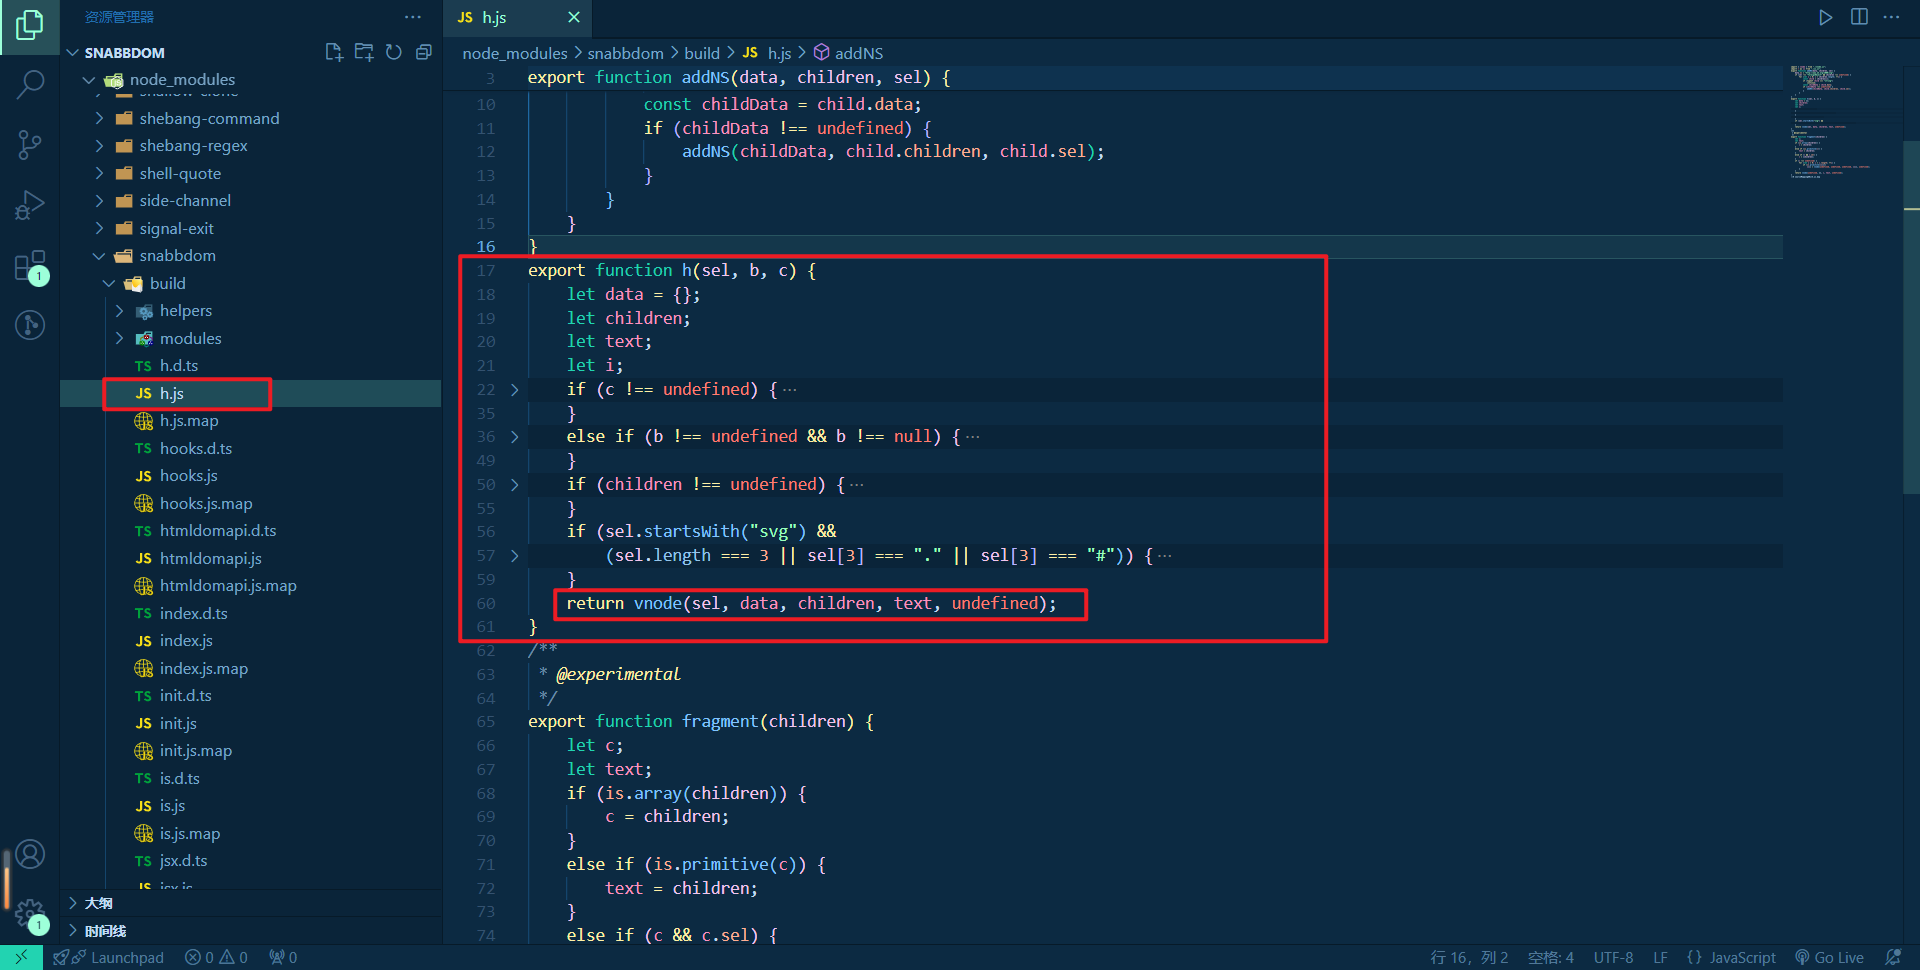 资源管理器
SNABBDOM
node_modules
shallow-clone
shebang-command
shebang-regex
shell-quote
side-channel
signal-exit
snabbdom
build
helpers
modules
TS h.d.ts
JS h.js
h.js.map
TS hooks.d.ts
JS hooks.js
hooks.js.map
TS htmldomapi.d.ts
JS htmldomapi.js
htmldomapi.js.map
TS index.d.ts
JS index.js
index.js.map
TS init.d.ts
JS init.js
init.js.map
TS is.d.ts
JS is.js
is.js.map
TS jsx.d.ts
JS jsx.js
大纲
时间线
1
1
JS h.js
node_modules > snabbdom > build > JS h.js > addNS
3 export function addNS(data, children, sel) {
10 const childData = child.data;
11 if (childData !== undefined) {
12 addNS(childData, child.children, child.sel);
13 }
14 }
15 }
16 }
17 export function h(sel, b, c) {
18 let data = {};
19 let children;
20 let text;
21 let i;
22 if (c !== undefined) {···
35 }
36 else if (b !== undefined && b !== null) {···
49 }
50 if (children !== undefined) {···
55 }
56 if (sel.startsWith("svg") &&
57 (sel.length === 3 || sel[3] === "." || sel[3] === "#")) {···
59 }
60 return vnode(sel, data, children, text, undefined);
61 }
62 /**
63 * @experimental
64 */
65 export function fragment(children) {
66 let c;
67 let text;
68 if (is.array(children)) {
69 c = children;
70 }
71 else if (is.primitive(c)) {
72 text = children;
73 }
74 else if (c && c.sel) {
Launchpad 0 0 0 行 16，列 2 空格: 4 UTF-8 LF {} JavaScript Go Live